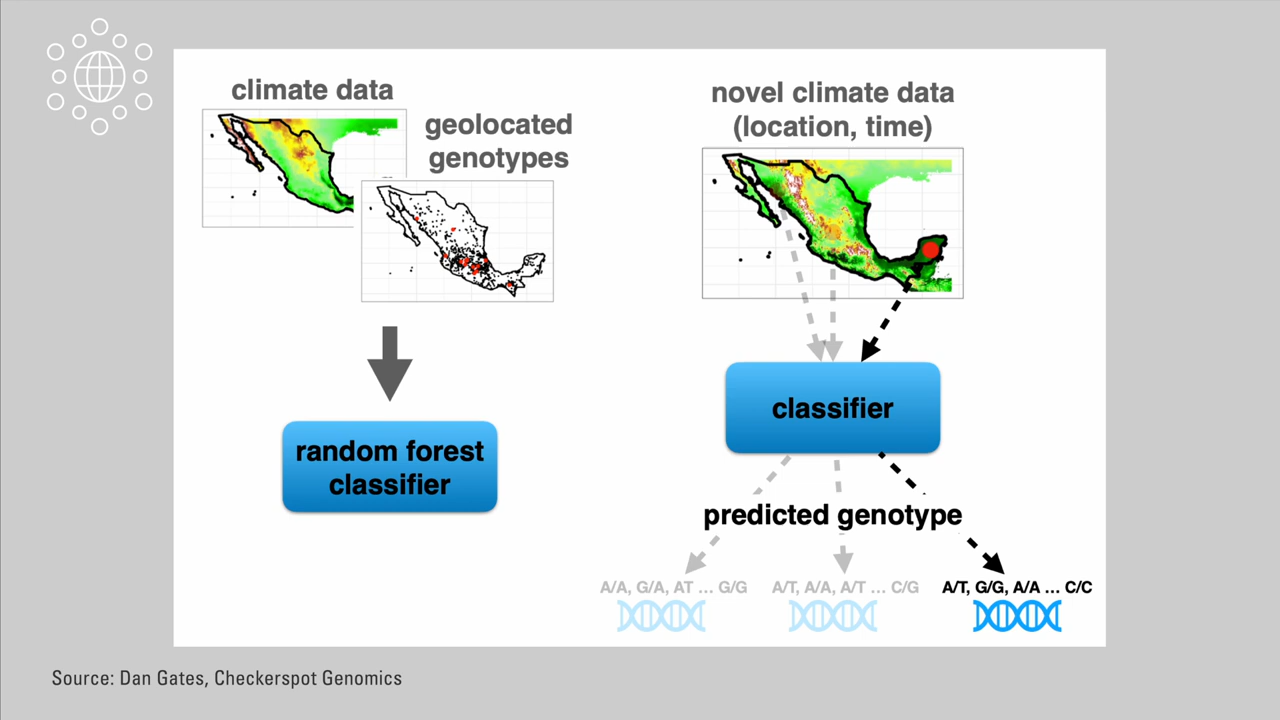 climate data
geolocated
genotypes
random forest
classifier
novel climate data
(location, time)
classifier
predicted genotype
A/A, G/A, AT ... G/G
A/T, A/A, A/T ... C/G
A/T, G/G, A/A ... C/C
Source: Dan Gates, Checkerspot Genomics